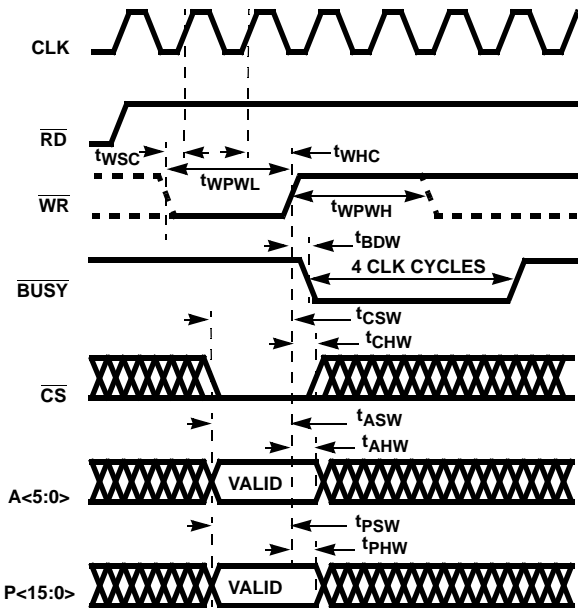 CLK
RD
tWSC
tWHC
tWPWL
WR
tWPWH
tBDW
4 CLK CYCLES
BUSY
tCSW
tCHW
CS
tASW
tAHW
VALID
A<5:0>
tPSW
tPHW
VALID
P<15:0>